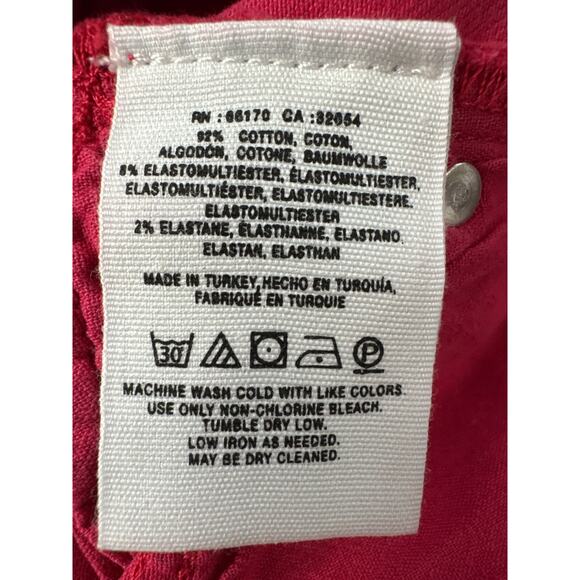 RN : 66170 CA : 32654
92% COTTON, COTON,
ALGODÓN, COTONE, BAUMWOLLE
6% ELASTOMULTIESTER, ÉLASTOMULTIESTER,
ELASTOMULTIÉSTER, ELASTOMULTIESTERE,
ELASTOMULTIESTER
2% ELASTANE, ÉLASTHANNE, ELASTANO,
ELASTAN, ELASTHAN
MADE IN TURKEY, HECHO EN TURQUÍA,
FABRIQUÉ EN TURQUIE
30° P
MACHINE WASH COLD WITH LIKE COLORS.
USE ONLY NON-CHLORINE BLEACH.
TUMBLE DRY LOW.
LOW IRON AS NEEDED.
MAY BE DRY CLEANED.